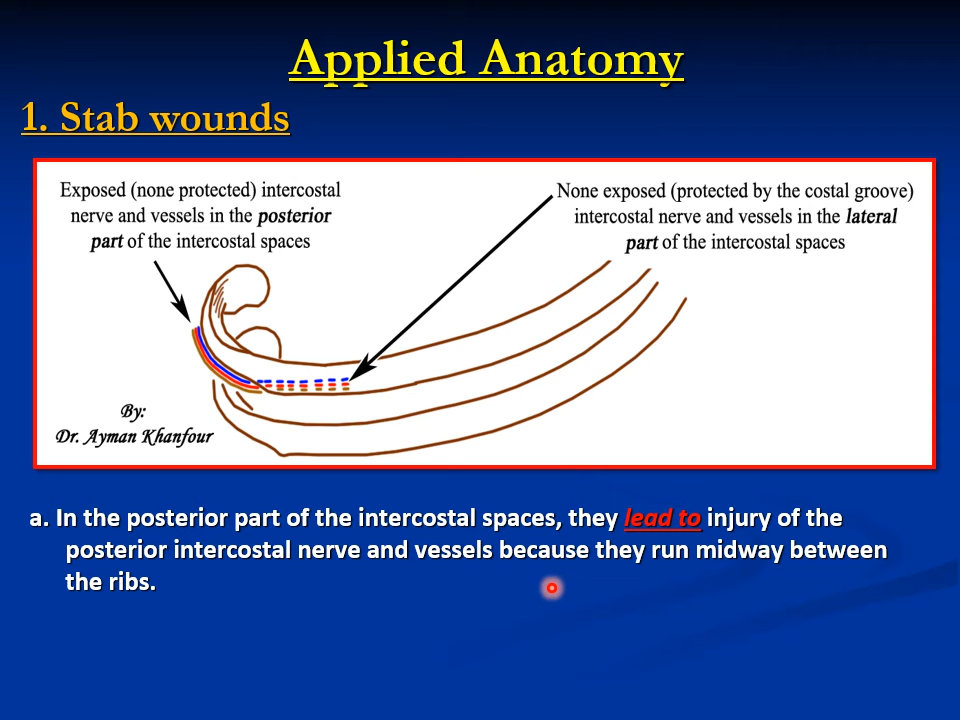 Applied Anatomy
1. Stab wounds
Exposed (none protected) intercostal
nerve and vessels in the posterior
part of the intercostal spaces
None exposed (protected by the costal groove)
intercostal nerve and vessels in the lateral
part of the intercostal spaces
By:
Dr. Ayman Khanfour
a. In the posterior part of the intercostal spaces, they lead to injury of the
posterior intercostal nerve and vessels because they run midway between
the ribs.